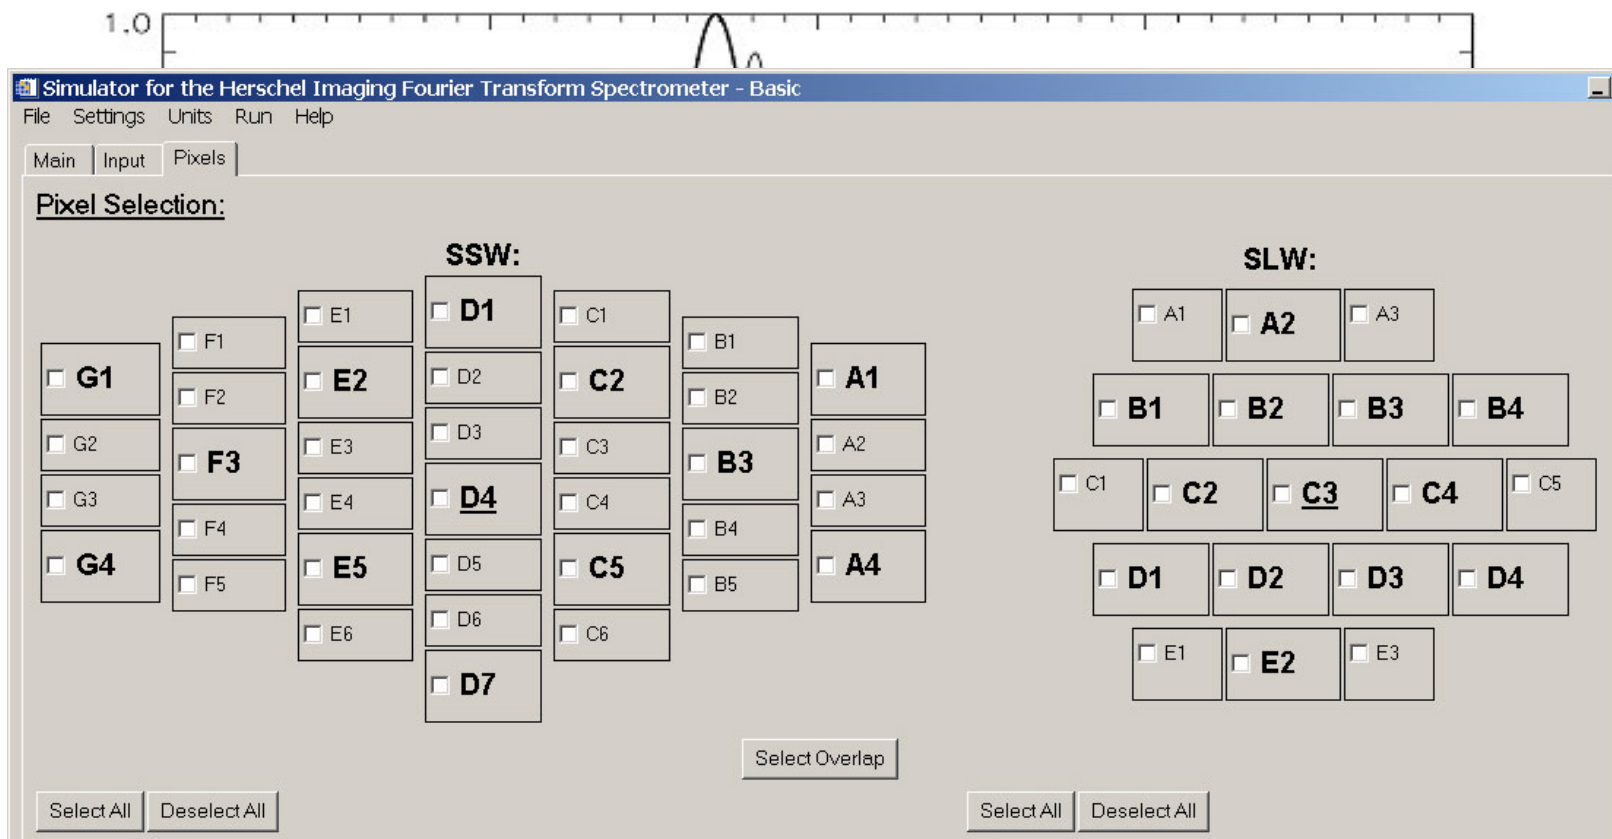 1.0
Simulator for the Herschel Imaging Fourier Transform Spectrometer - Basic
File Settings Units Run Help
Main Input Pixels
Pixel Selection:
SSW:
G1
G2
G3
G4
F1
F2
F3
F4
F5
E1
E2
E3
E4
E5
E6
D1
D2
D3
D4
D5
D6
D7
C1
C2
C3
C4
C5
C6
B1
B2
B3
B4
B5
A1
A2
A3
A4
SLW:
A1 A2 A3
B1 B2 B3 B4
C1 C2 C3 C4 C5
D1 D2 D3 D4
E1 E2 E3
Select Overlap
Select All Deselect All
Select All Deselect All